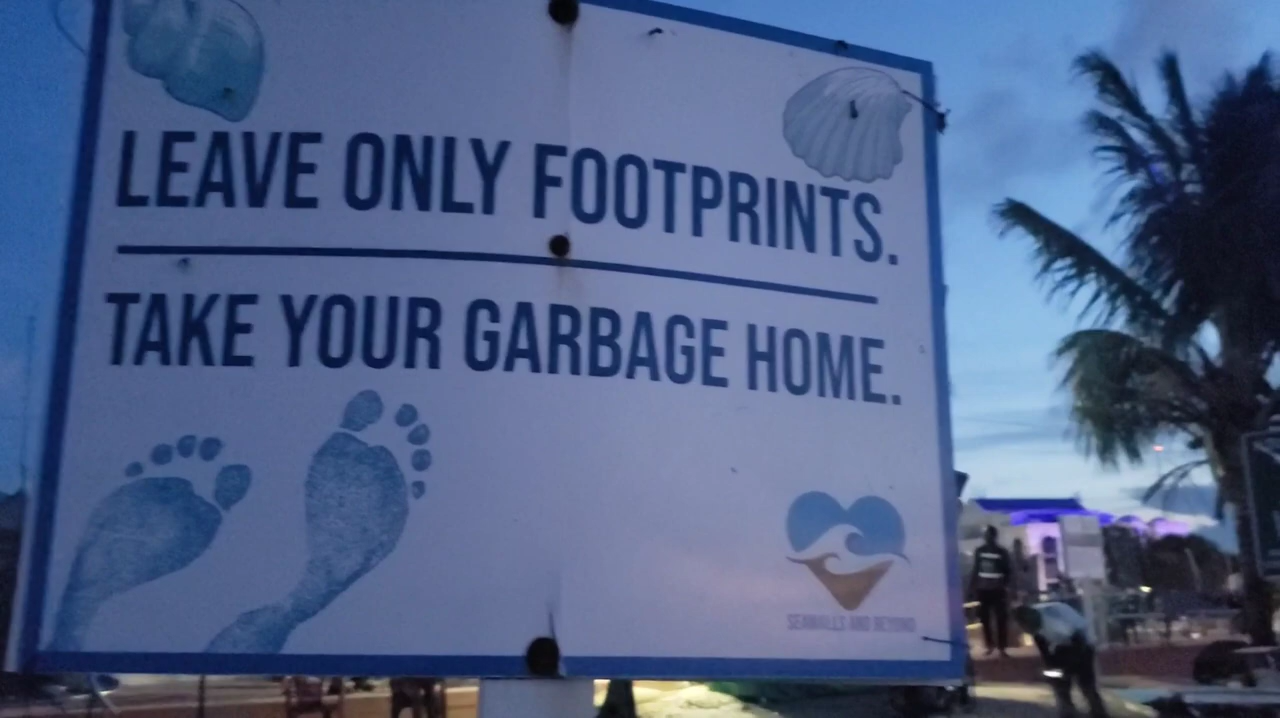 LEAVE ONLY FOOTPRINTS.
TAKE YOUR GARBAGE HOME.
SEAWALLS AND BEYOND